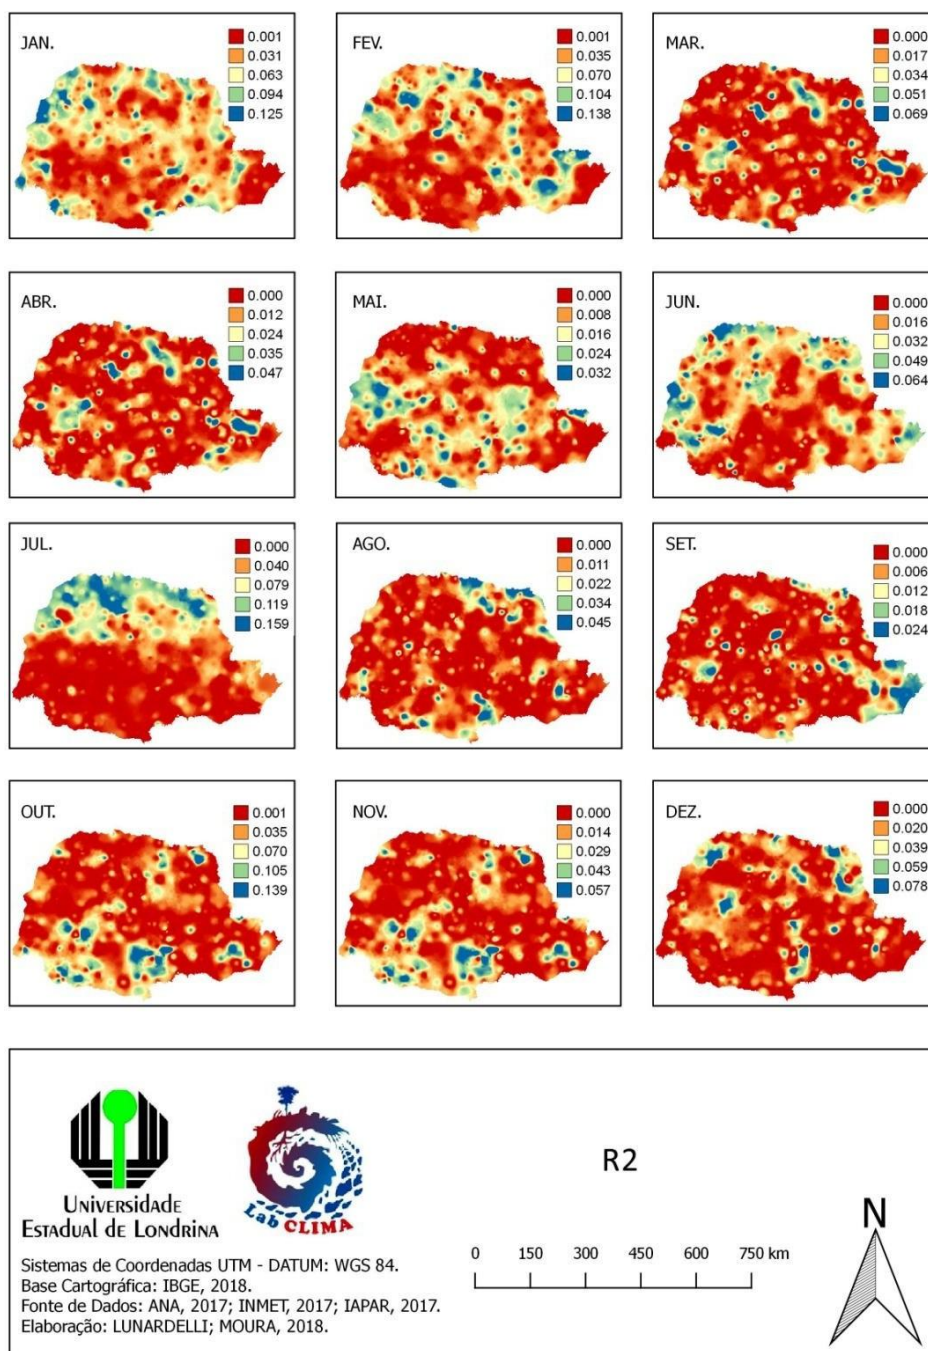 JAN.
0.001
0.031
0.063
0.094
0.125
FEV.
0.001
0.035
0.070
0.104
0.138
MAR.
0.000
0.017
0.034
0.051
0.069
ABR.
0.000
0.012
0.024
0.035
0.047
MAI.
0.000
0.008
0.016
0.024
0.032
JUN.
0.000
0.016
0.032
0.049
0.064
JUL.
0.000
0.040
0.079
0.119
0.159
AGO.
0.000
0.011
0.022
0.034
0.045
SET.
0.000
0.006
0.012
0.018
0.024
OUT.
0.001
0.035
0.070
0.105
0.139
NOV.
0.000
0.014
0.029
0.043
0.057
DEZ.
0.000
0.020
0.039
0.059
0.078
UNIVERSIDADE
ESTADUAL DE LONDRINA
Lab CLIMA
R2
N
0 150 300 450 600 750 km
Sistemas de Coordenadas UTM - DATUM: WGS 84.
Base Cartográfica: IBGE, 2018.
Fonte de Dados: ANA, 2017; INMET, 2017; IAPAR, 2017.
Elaboração: LUNARDELLI; MOURA, 2018.